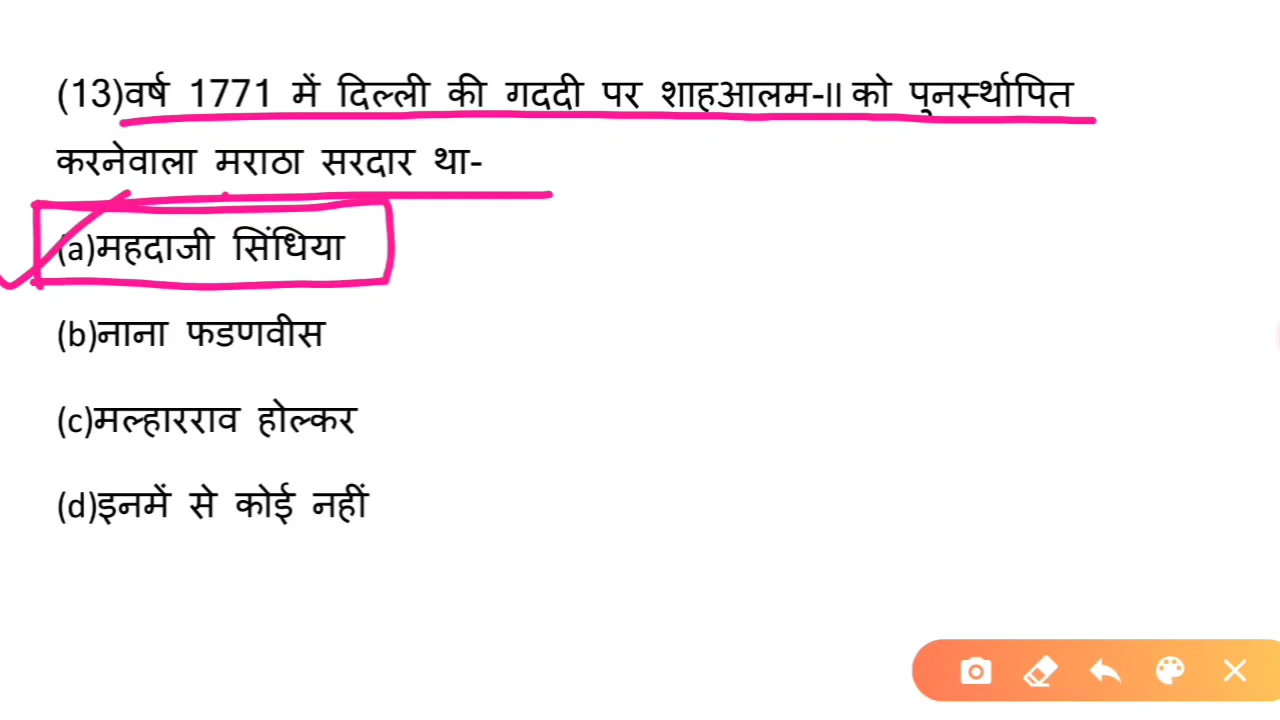 (13)वर्ष 1771 में दिल्ली की गददी पर शाहआलम-II को पुनर्स्थापित
करनेवाला मराठा सरदार था-
(a)महदाजी सिंधिया
(b)नाना फडणवीस
(c)मल्हारराव होल्कर
(d)इनमें से कोई नहीं